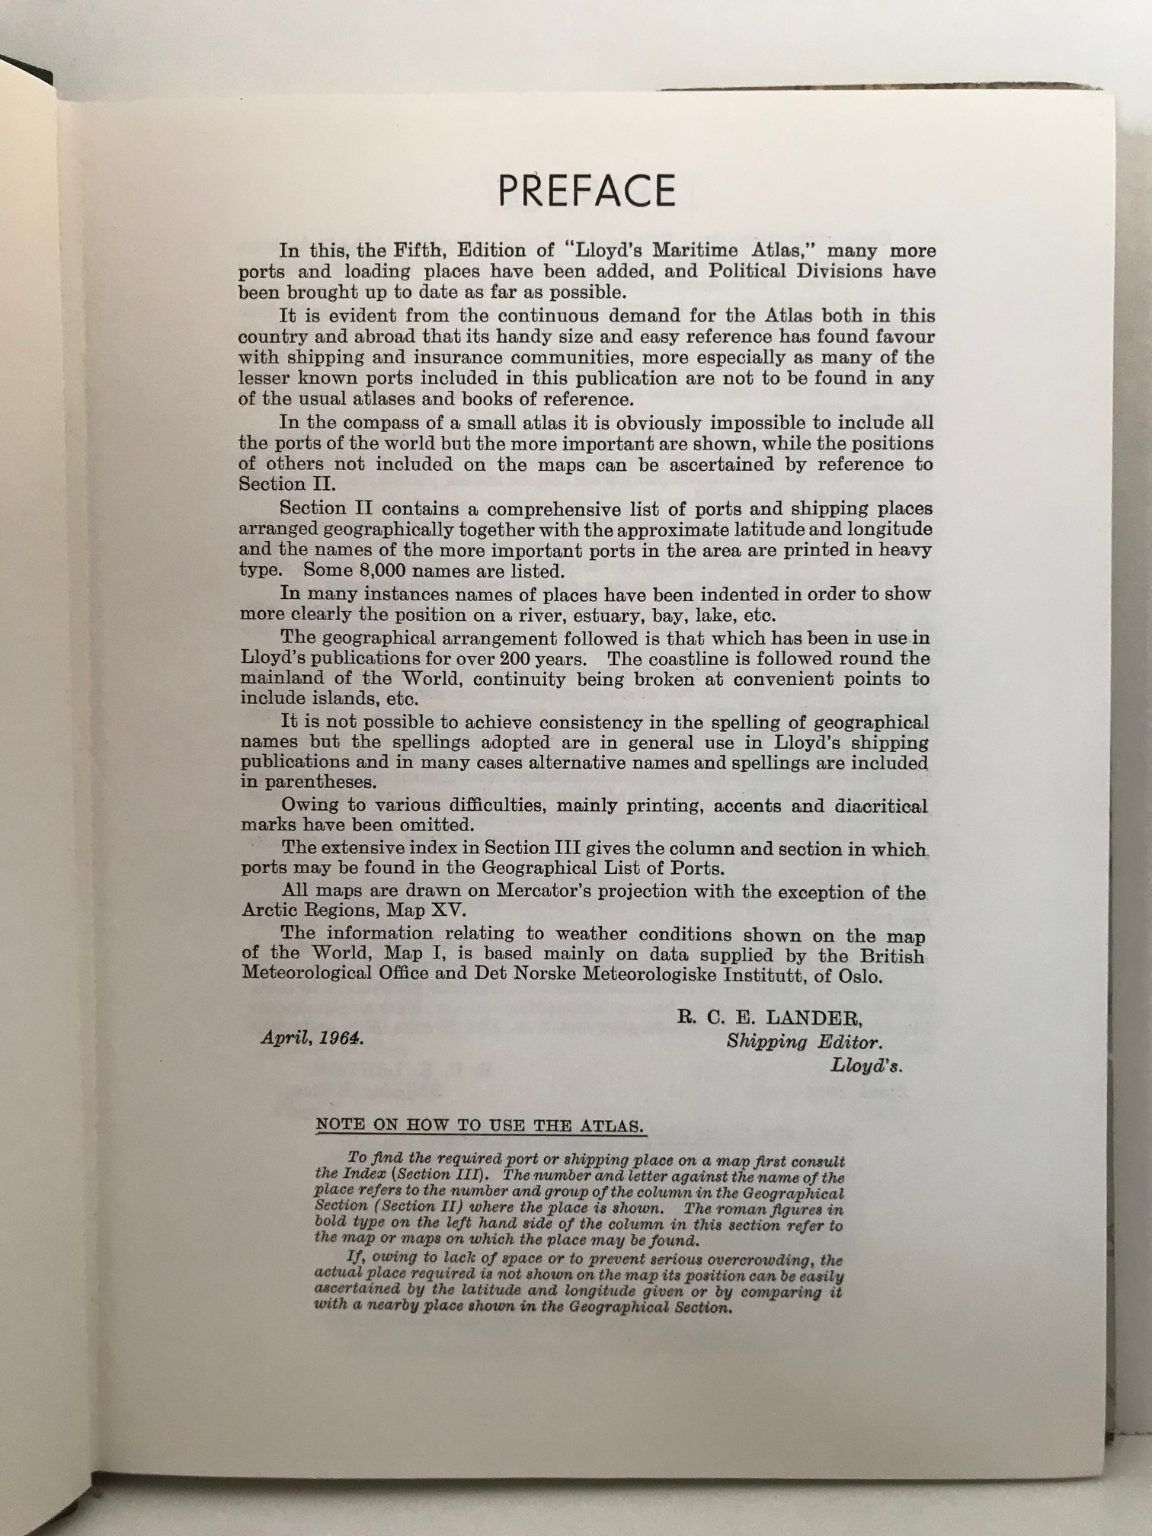 PREFACE
In this, the Fifth, Edition of "Lloyd's Maritime Atlas," many more
ports and loading places have been added, and Political Divisions have
been brought up to date as far as possible.
It is evident from the continuous demand for the Atlas both in this
country and abroad that its handy size and easy reference has found favour
with shipping and insurance communities, more especially as many of the
lesser known ports included in this publication are not to be found in any
of the usual atlases and books of reference.
In the compass of a small atlas it is obviously impossible to include all
the ports of the world but the more important are shown, while the positions
of others not included on the maps can be ascertained by reference to
Section II.
Section II contains a comprehensive list of ports and shipping places
arranged geographically together with the approximate latitude and longitude
and the names of the more important ports in the area are printed in heavy
type. Some 8,000 names are listed.
In many instances names of places have been indented in order to show
more clearly the position on a river, estuary, bay, lake, etc.
The geographical arrangement followed is that which has been in use in
Lloyd's publications for over 200 years. The coastline is followed round the
mainland of the World, continuity being broken at convenient points to
include islands, etc.
It is not possible to achieve consistency in the spelling of geographical
names but the spellings adopted are in general use in Lloyd's shipping
publications and in many cases alternative names and spellings are included
in parentheses.
Owing to various difficulties, mainly printing, accents and diacritical
marks have been omitted.
The extensive index in Section III gives the column and section in which
ports may be found in the Geographical List of Ports.
All maps are drawn on Mercator's projection with the exception of the
Arctic Regions, Map XV.
The information relating to weather conditions shown on the map
of the World, Map I, is based mainly on data supplied by the British
Meteorological Office and Det Norske Meteorologiske Institutt, of Oslo.
R. C. E. LANDER,
April, 1964.
Shipping Editor.
Lloyd's.
NOTE ON HOW TO USE THE ATLAS.
To find the required port or shipping place on a map first consult
the Index (Section III). The number and letter against the name of the
place refers to the number and group of the column in the Geographical
Section (Section II) where the place is shown. The roman figures in
bold type on the left hand side of the column in this section refer to
the map or maps on which the place may be found.
If, owing to lack of space or to prevent serious overcrowding, the
actual place required is not shown on the map its position can be easily
ascertained by the latitude and longitude given or by comparing it
with a nearby place shown in the Geographical Section.